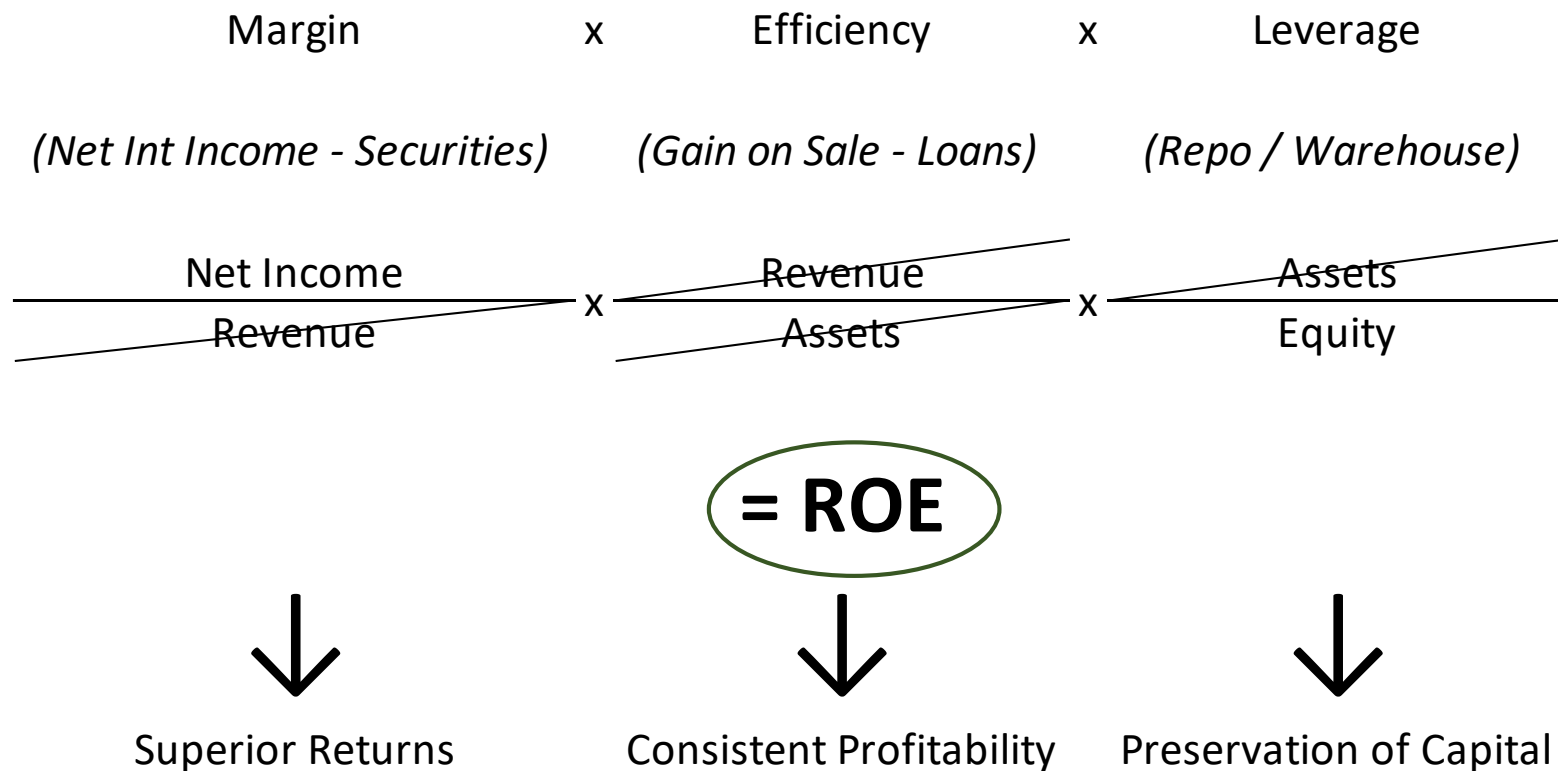 Margin x Efficiency x Leverage
(Net Int Income - Securities) (Gain on Sale - Loans) (Repo / Warehouse)
Net Income x Revenue x Assets
Revenue Assets Equity
= ROE
Superior Returns Consistent Profitability Preservation of Capital